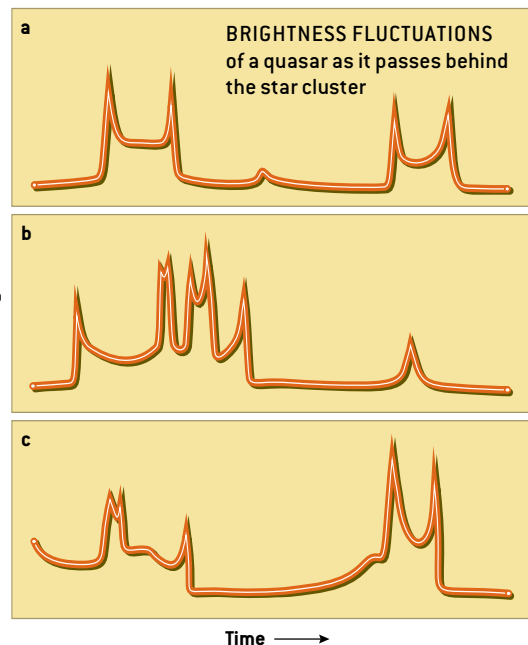 a
BRIGHTNESS FLUCTUATIONS
of a quasar as it passes behind
the star cluster
b
c
Time